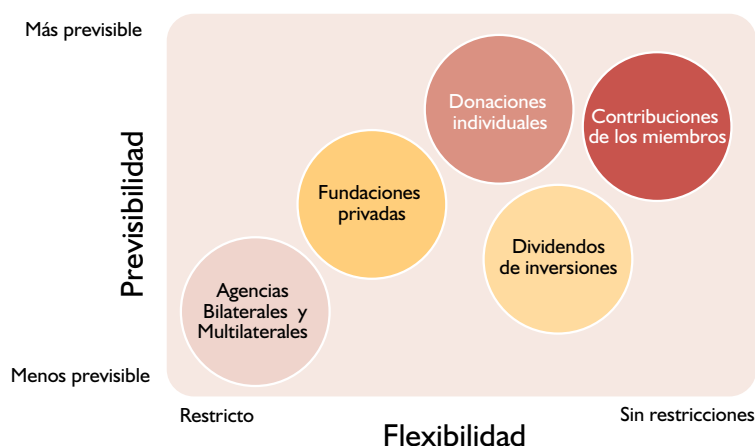 Más previsible
Previsibilidad
Menos previsible
Donaciones
individuales
Contribuciones
de los miembros
Fundaciones
privadas
Dividendos
de inversiones
Agencias
Bilaterales y
Multilaterales
Restricto
Sin restricciones
Flexibilidad